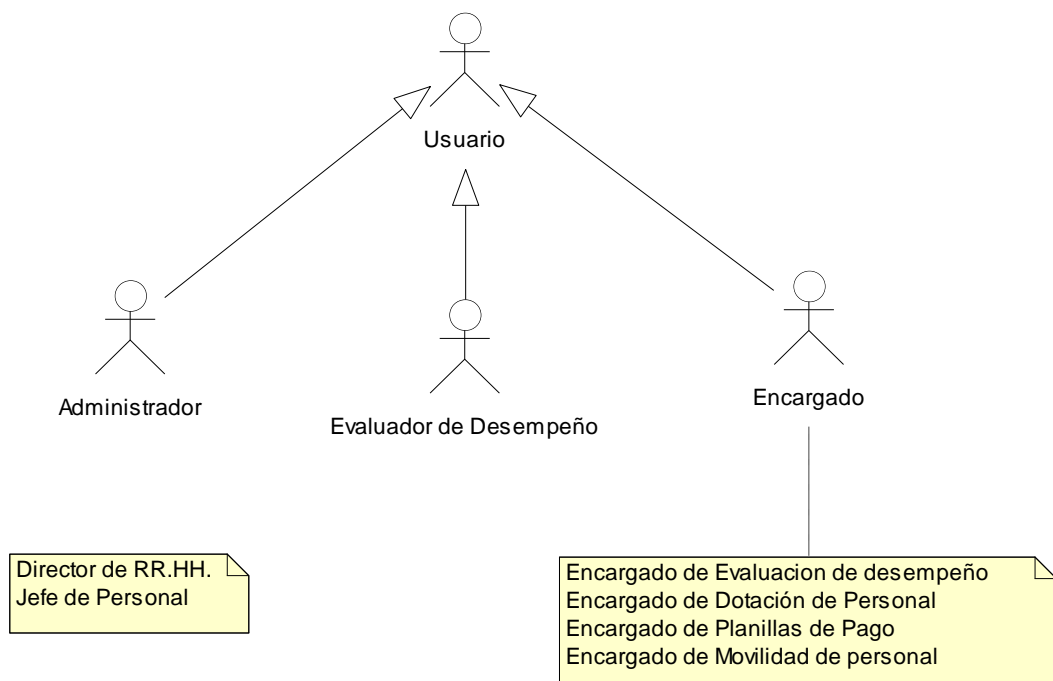 Usuario
Administrador
Evaluador de Desempeño
Encargado
Director de RR.HH.
Jefe de Personal
Encargado de Evaluacion de desempeño
Encargado de Dotación de Personal
Encargado de Planillas de Pago
Encargado de Movilidad de personal